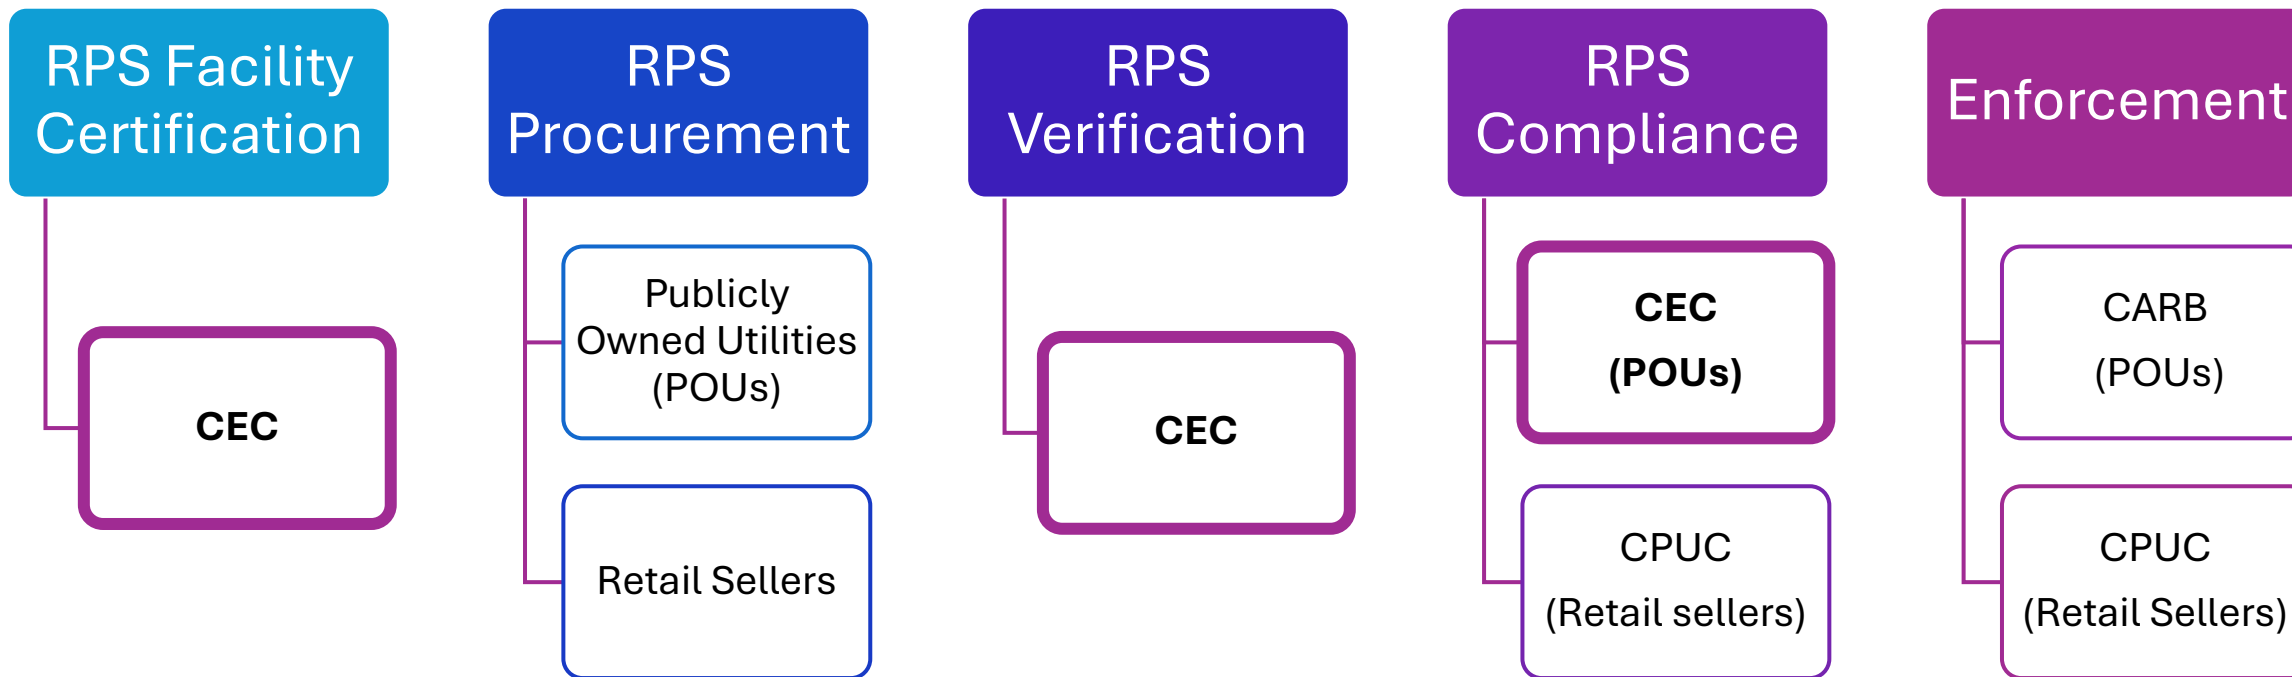 RPS Facility
Certification
CEC
RPS
Procurement
Publicly
Owned Utilities
(POUs)
Retail Sellers
RPS
Verification
CEC
RPS
Compliance
CEC
(POUs)
CPUC
(Retail sellers)
Enforcement
CARB
(POUs)
CPUC
(Retail Sellers)